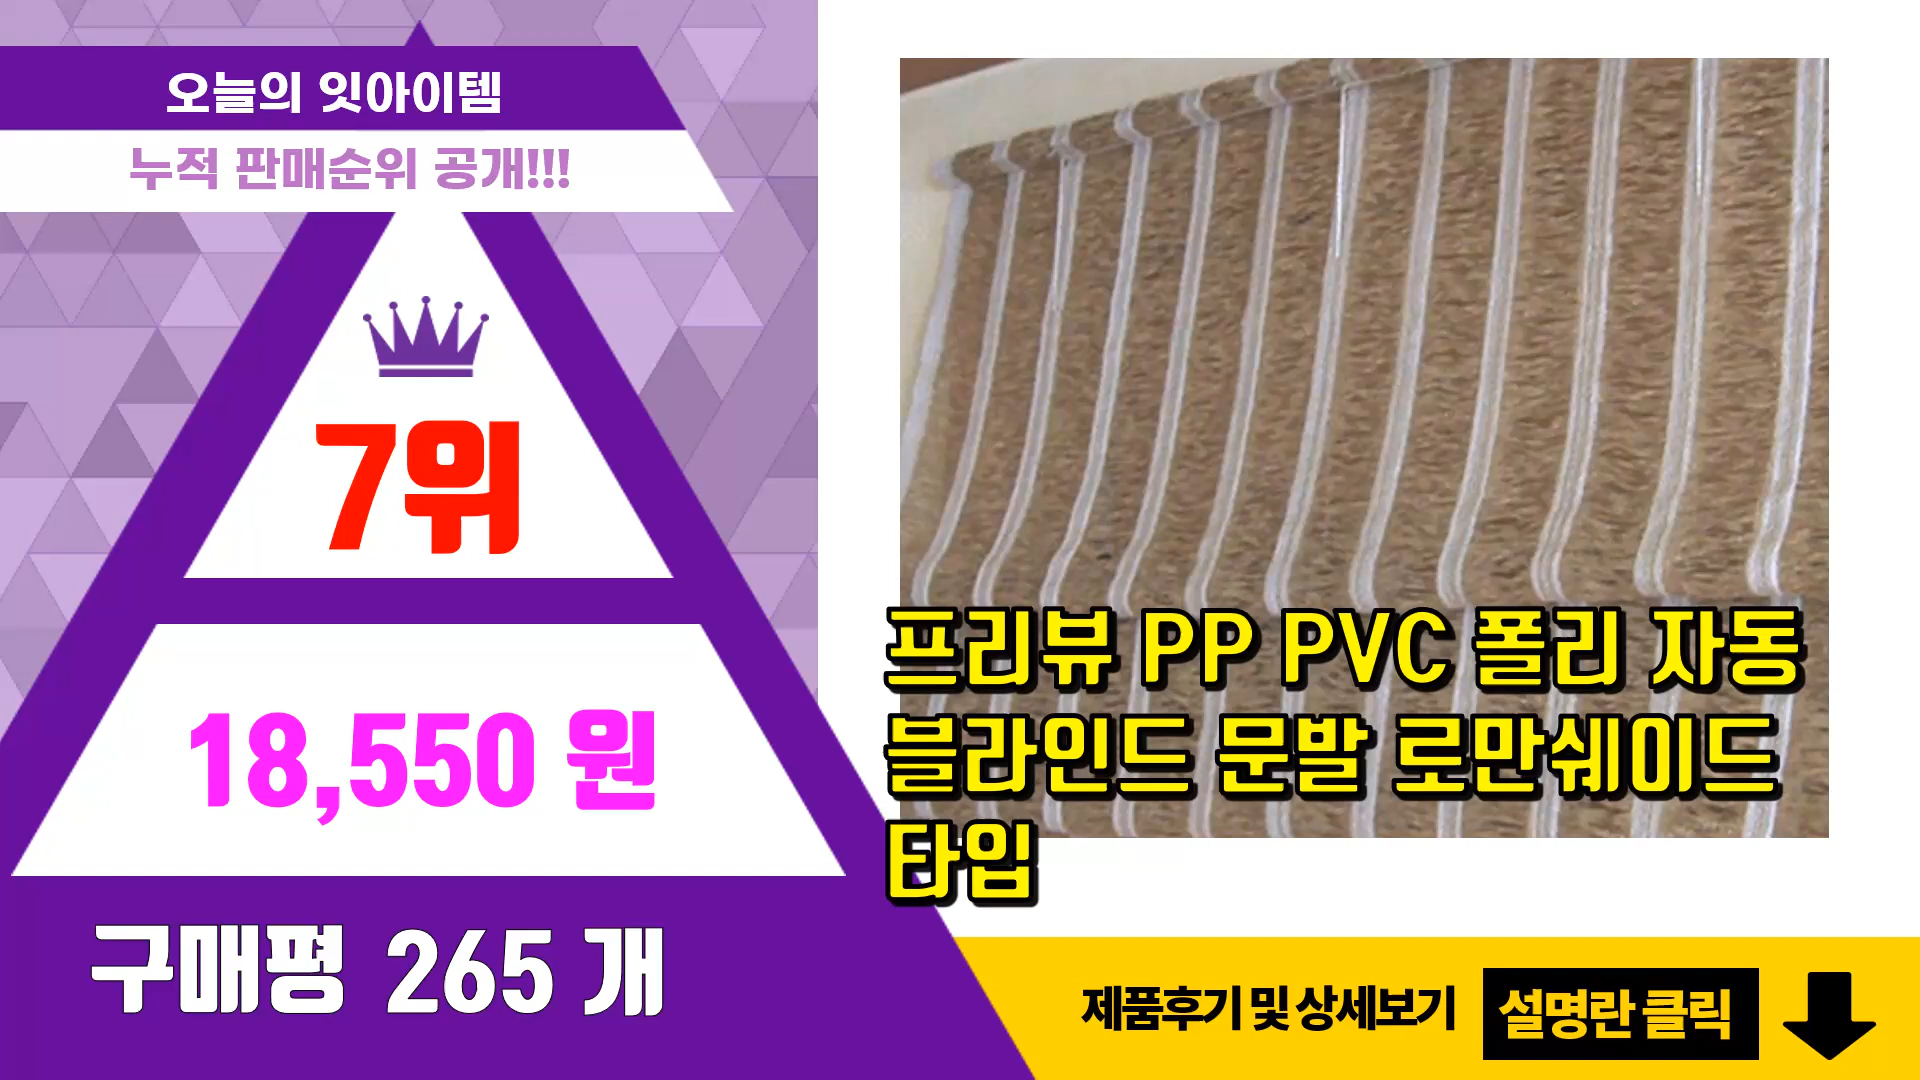 오늘의 잇아이템
누적 판매순위 공개!!!
7위
18,550 원
구매평 265 개
프리뷰 PP PVC 폴리 자동
블라인드 문발 로만쉐이드
타입
제품후기 및 상세보기
설명란 클릭